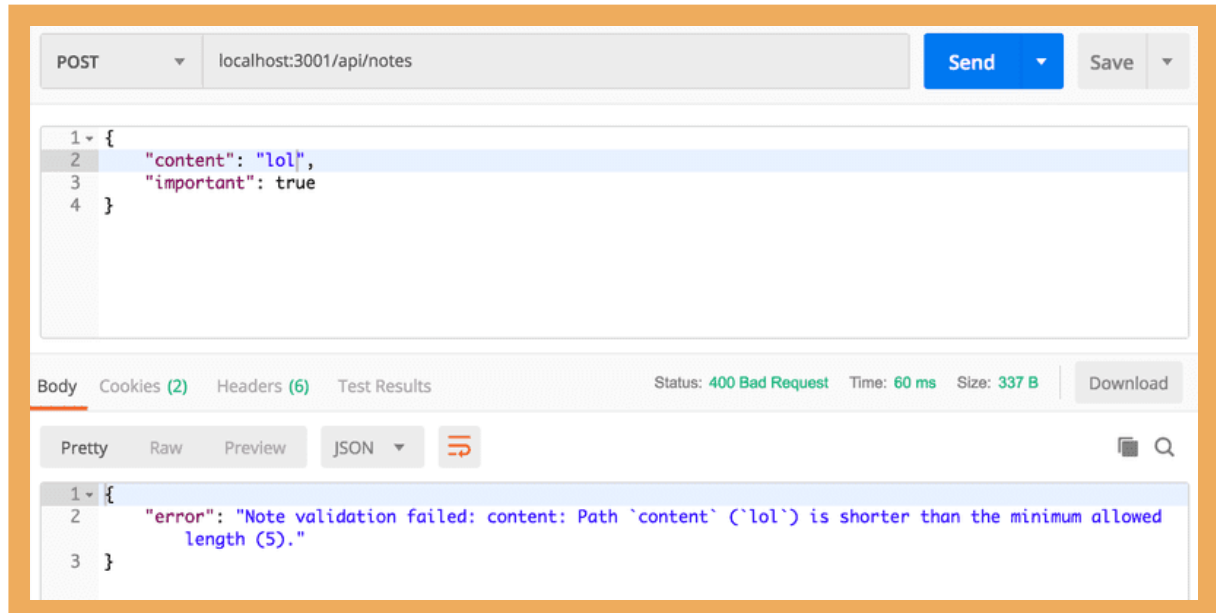 POST localhost:3001/api/notes Send Save
1 {
2 "content": "lol",
3 "important": true
4 }
Body Cookies (2) Headers (6) Test Results Status: 400 Bad Request Time: 60 ms Size: 337 B Download
Pretty Raw Preview JSON
1 {
2 "error": "Note validation failed: content: Path `content` (`lol`) is shorter than the minimum allowed
length (5)."
3 }